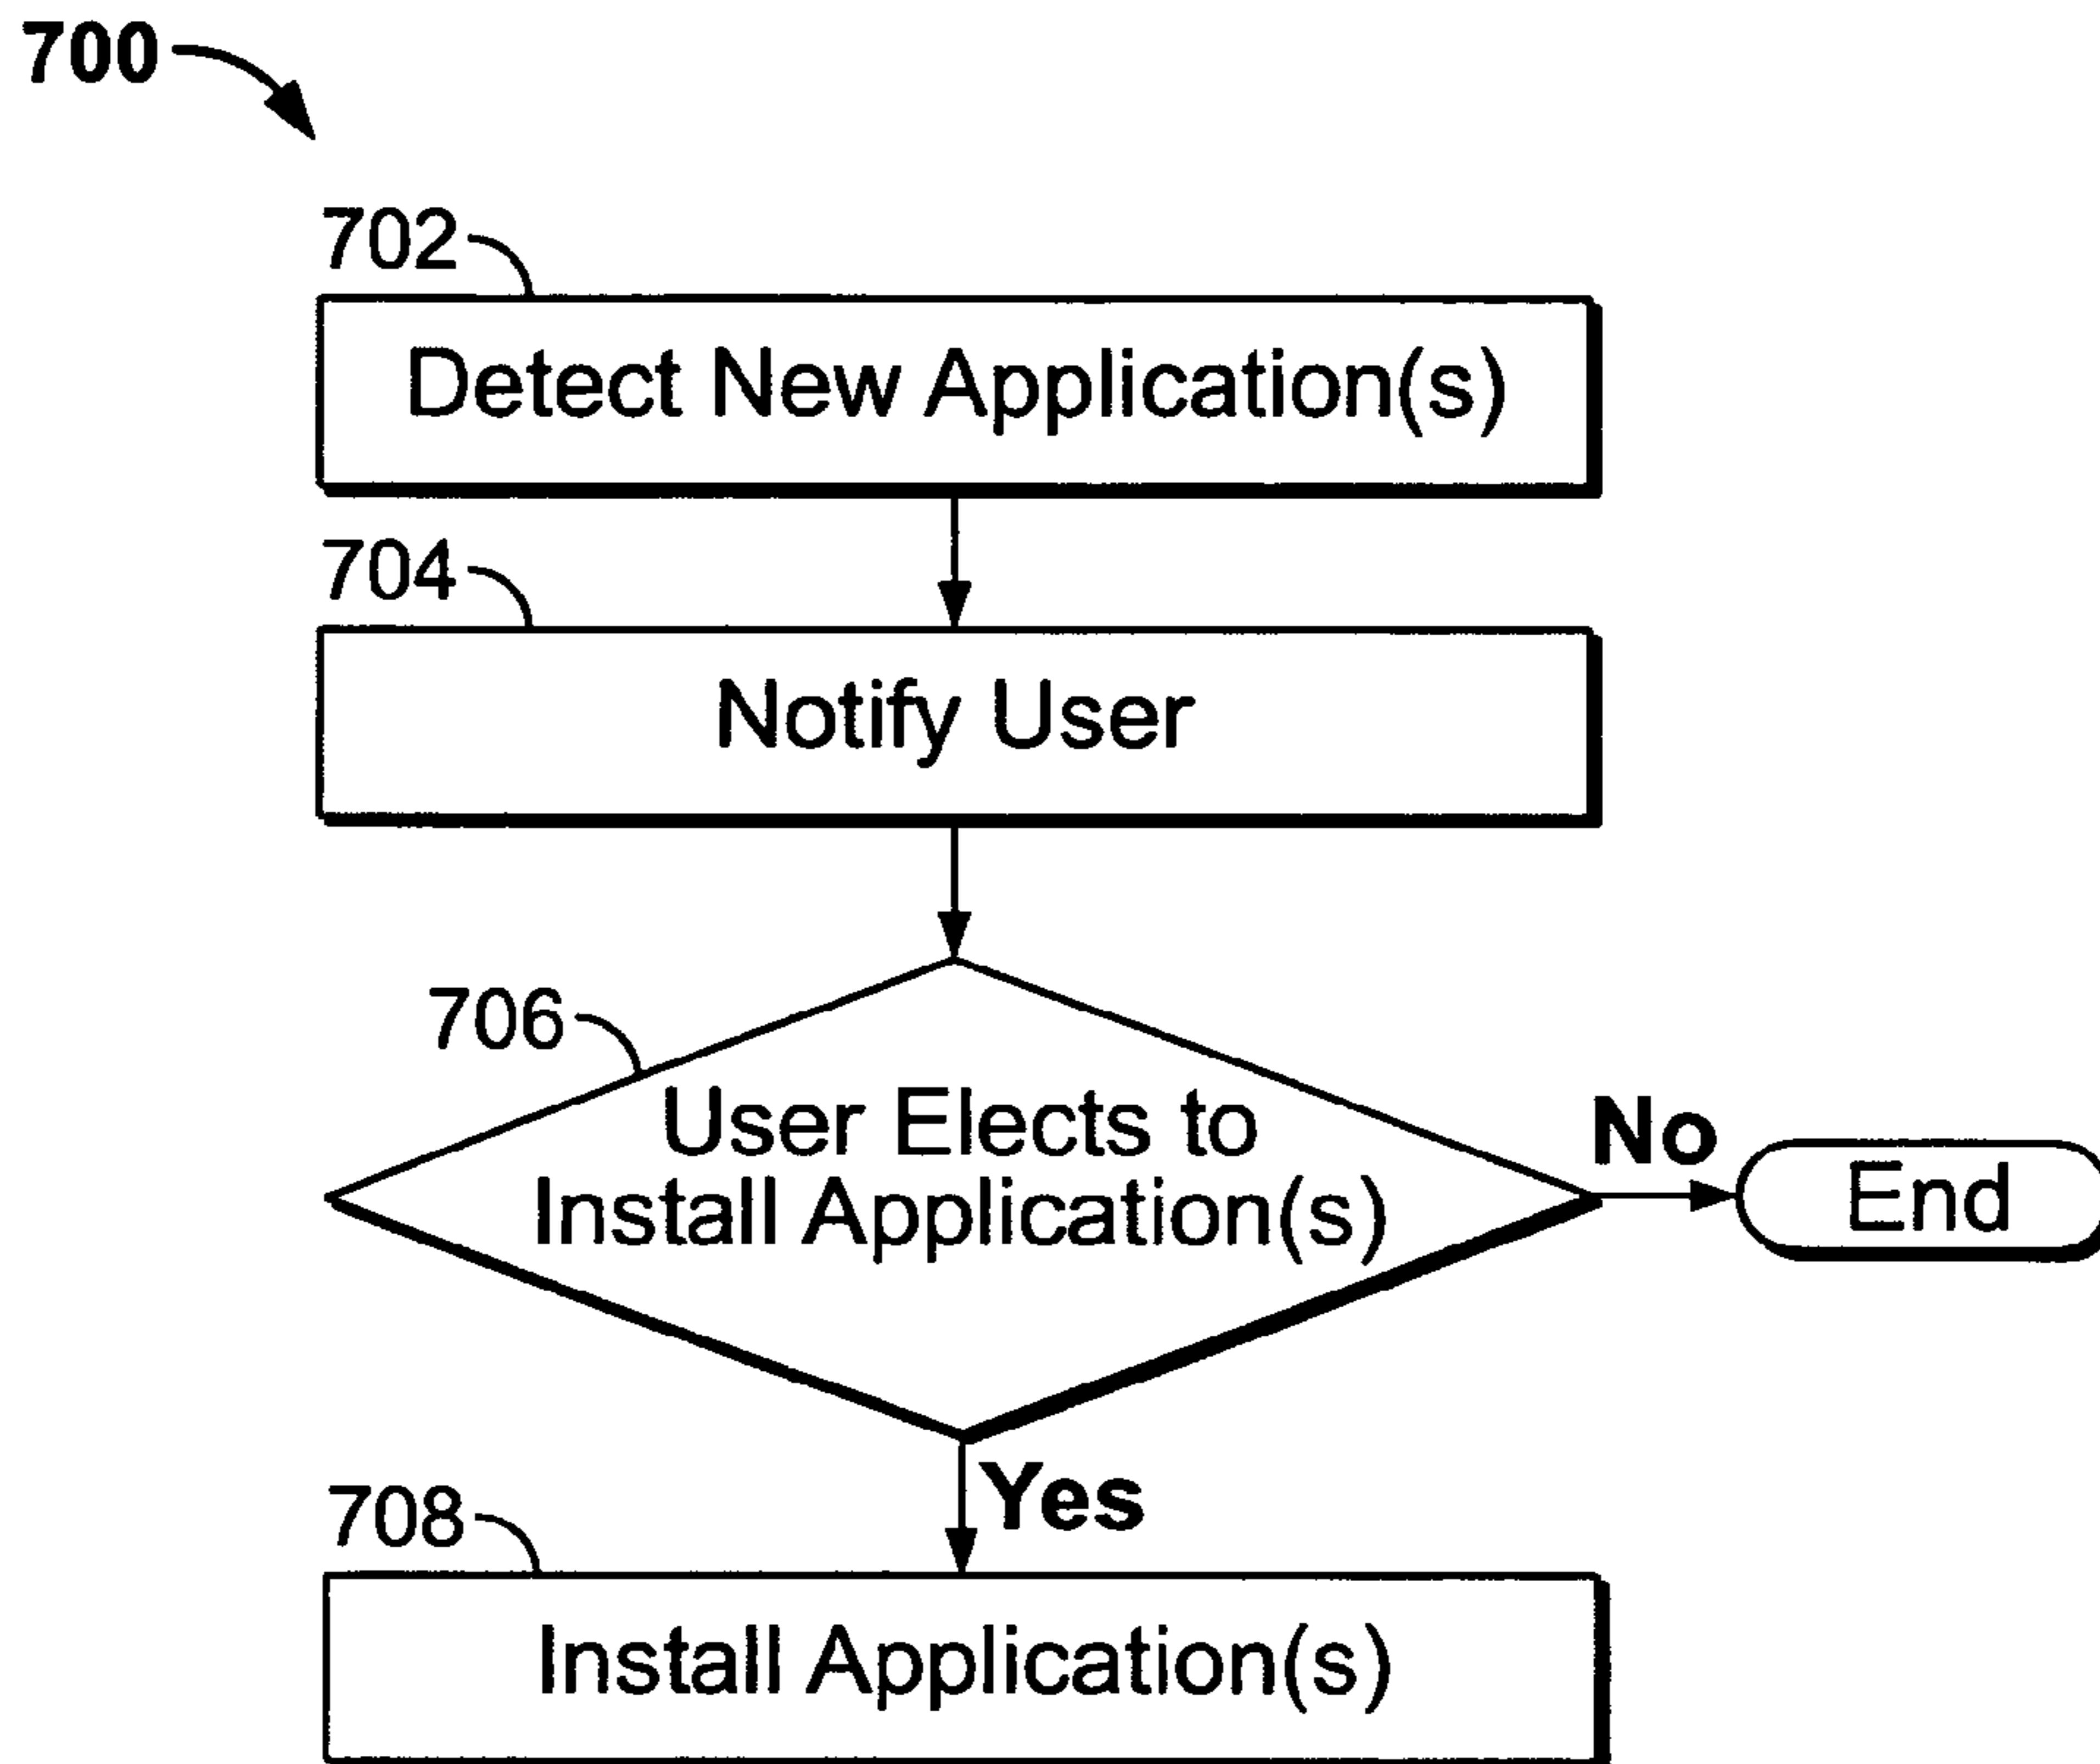 700
702
Detect New Application(s)
704
Notify User
706
User Elects to
Install Application(s)
No
End
Yes
708
Install Application(s)